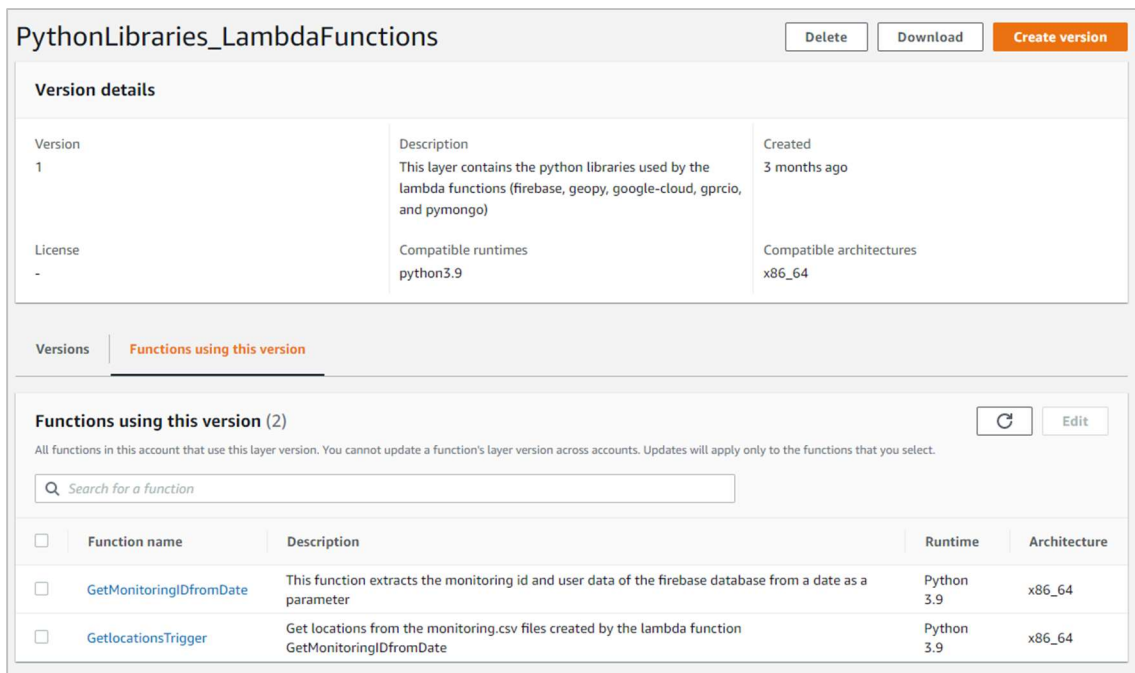 PythonLibraries_LambdaFunctions
Delete
Download
Create version
Version details
Version
1
Description
This layer contains the python libraries used by the
lambda functions (firebase, geopy, google-cloud, gprcio,
and pymongo)
Created
3 months ago
License
-
Compatible runtimes
python3.9
Compatible architectures
x86_64
Versions
Functions using this version
Functions using this version (2)
Edit
All functions in this account that use this layer version. You cannot update a function's layer version across accounts. Updates will apply only to the functions that you select.
Search for a function
Function name
Description
Runtime
Architecture
GetMonitoringIDfromDate
This function extracts the monitoring id and user data of the firebase database from a date as a
parameter
Python
3.9
x86_64
GetlocationsTrigger
Get locations from the monitoring.csv files created by the lambda function
GetMonitoringIDfromDate
Python
3.9
x86_64